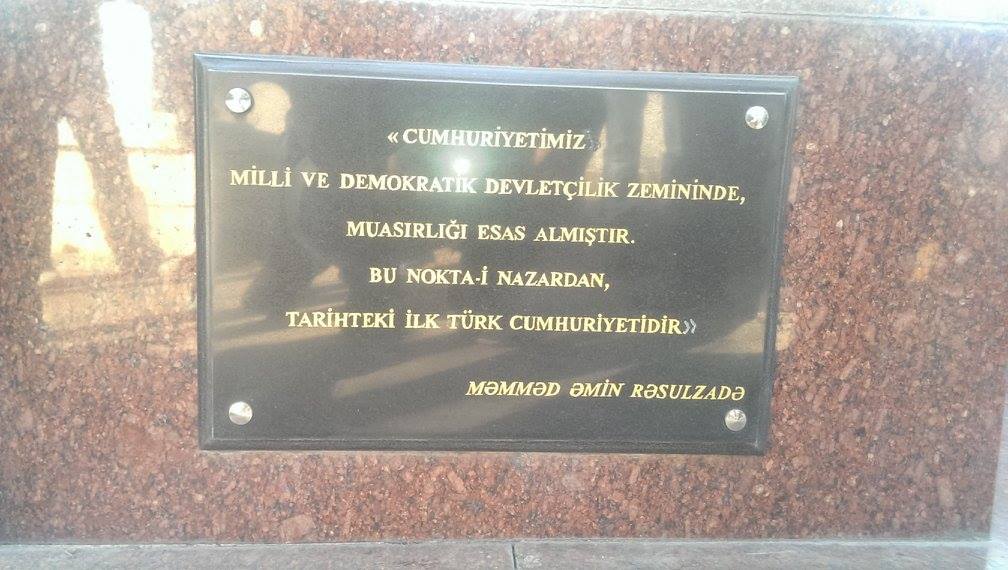 «CUMHURİYETİMİZ
MİLLİ VE DEMOKRATİK DEVLETÇİLİK ZEMİNİNDE,
MUASIRLIĞI ESAS ALMIŞTIR.
BU NOKTA-İ NAZARDAN,
TARİHTEKİ İLK TÜRK CUMHURİYETİDİR»
MƏMMƏD ƏMİN RƏSULZADƏ